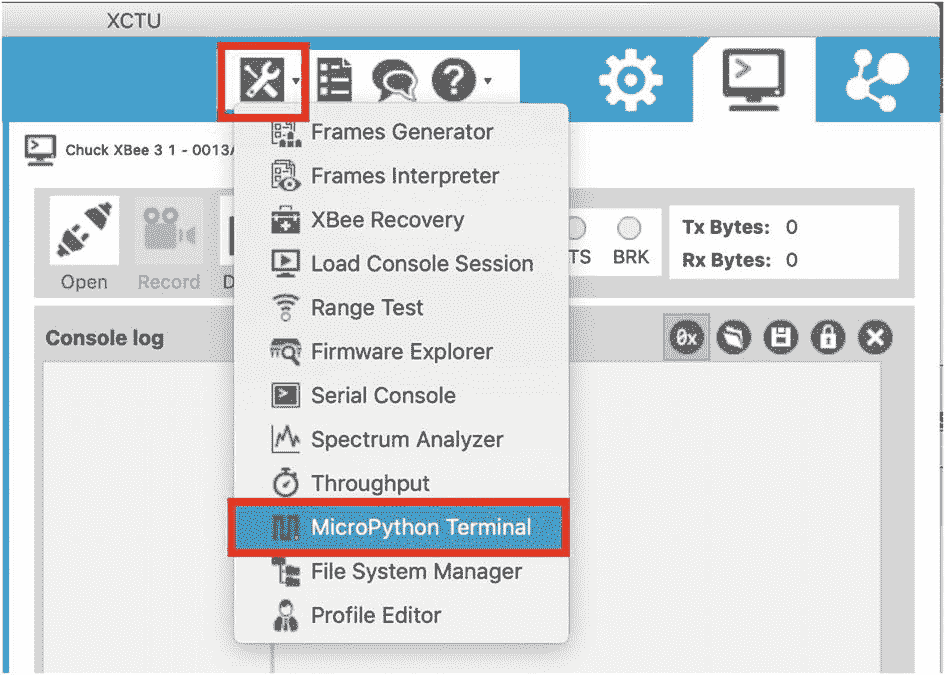 XCTU
Chuck XBee 3 1 - 0013
Frames Generator
Frames Interpreter
XBee Recovery
Load Console Session
Range Test
Firmware Explorer
Serial Console
Spectrum Analyzer
Throughput
MicroPython Terminal
File System Manager
Profile Editor
Open
Record
D
TS
BRK
Tx Bytes: 0
Rx Bytes: 0
Console log
0x